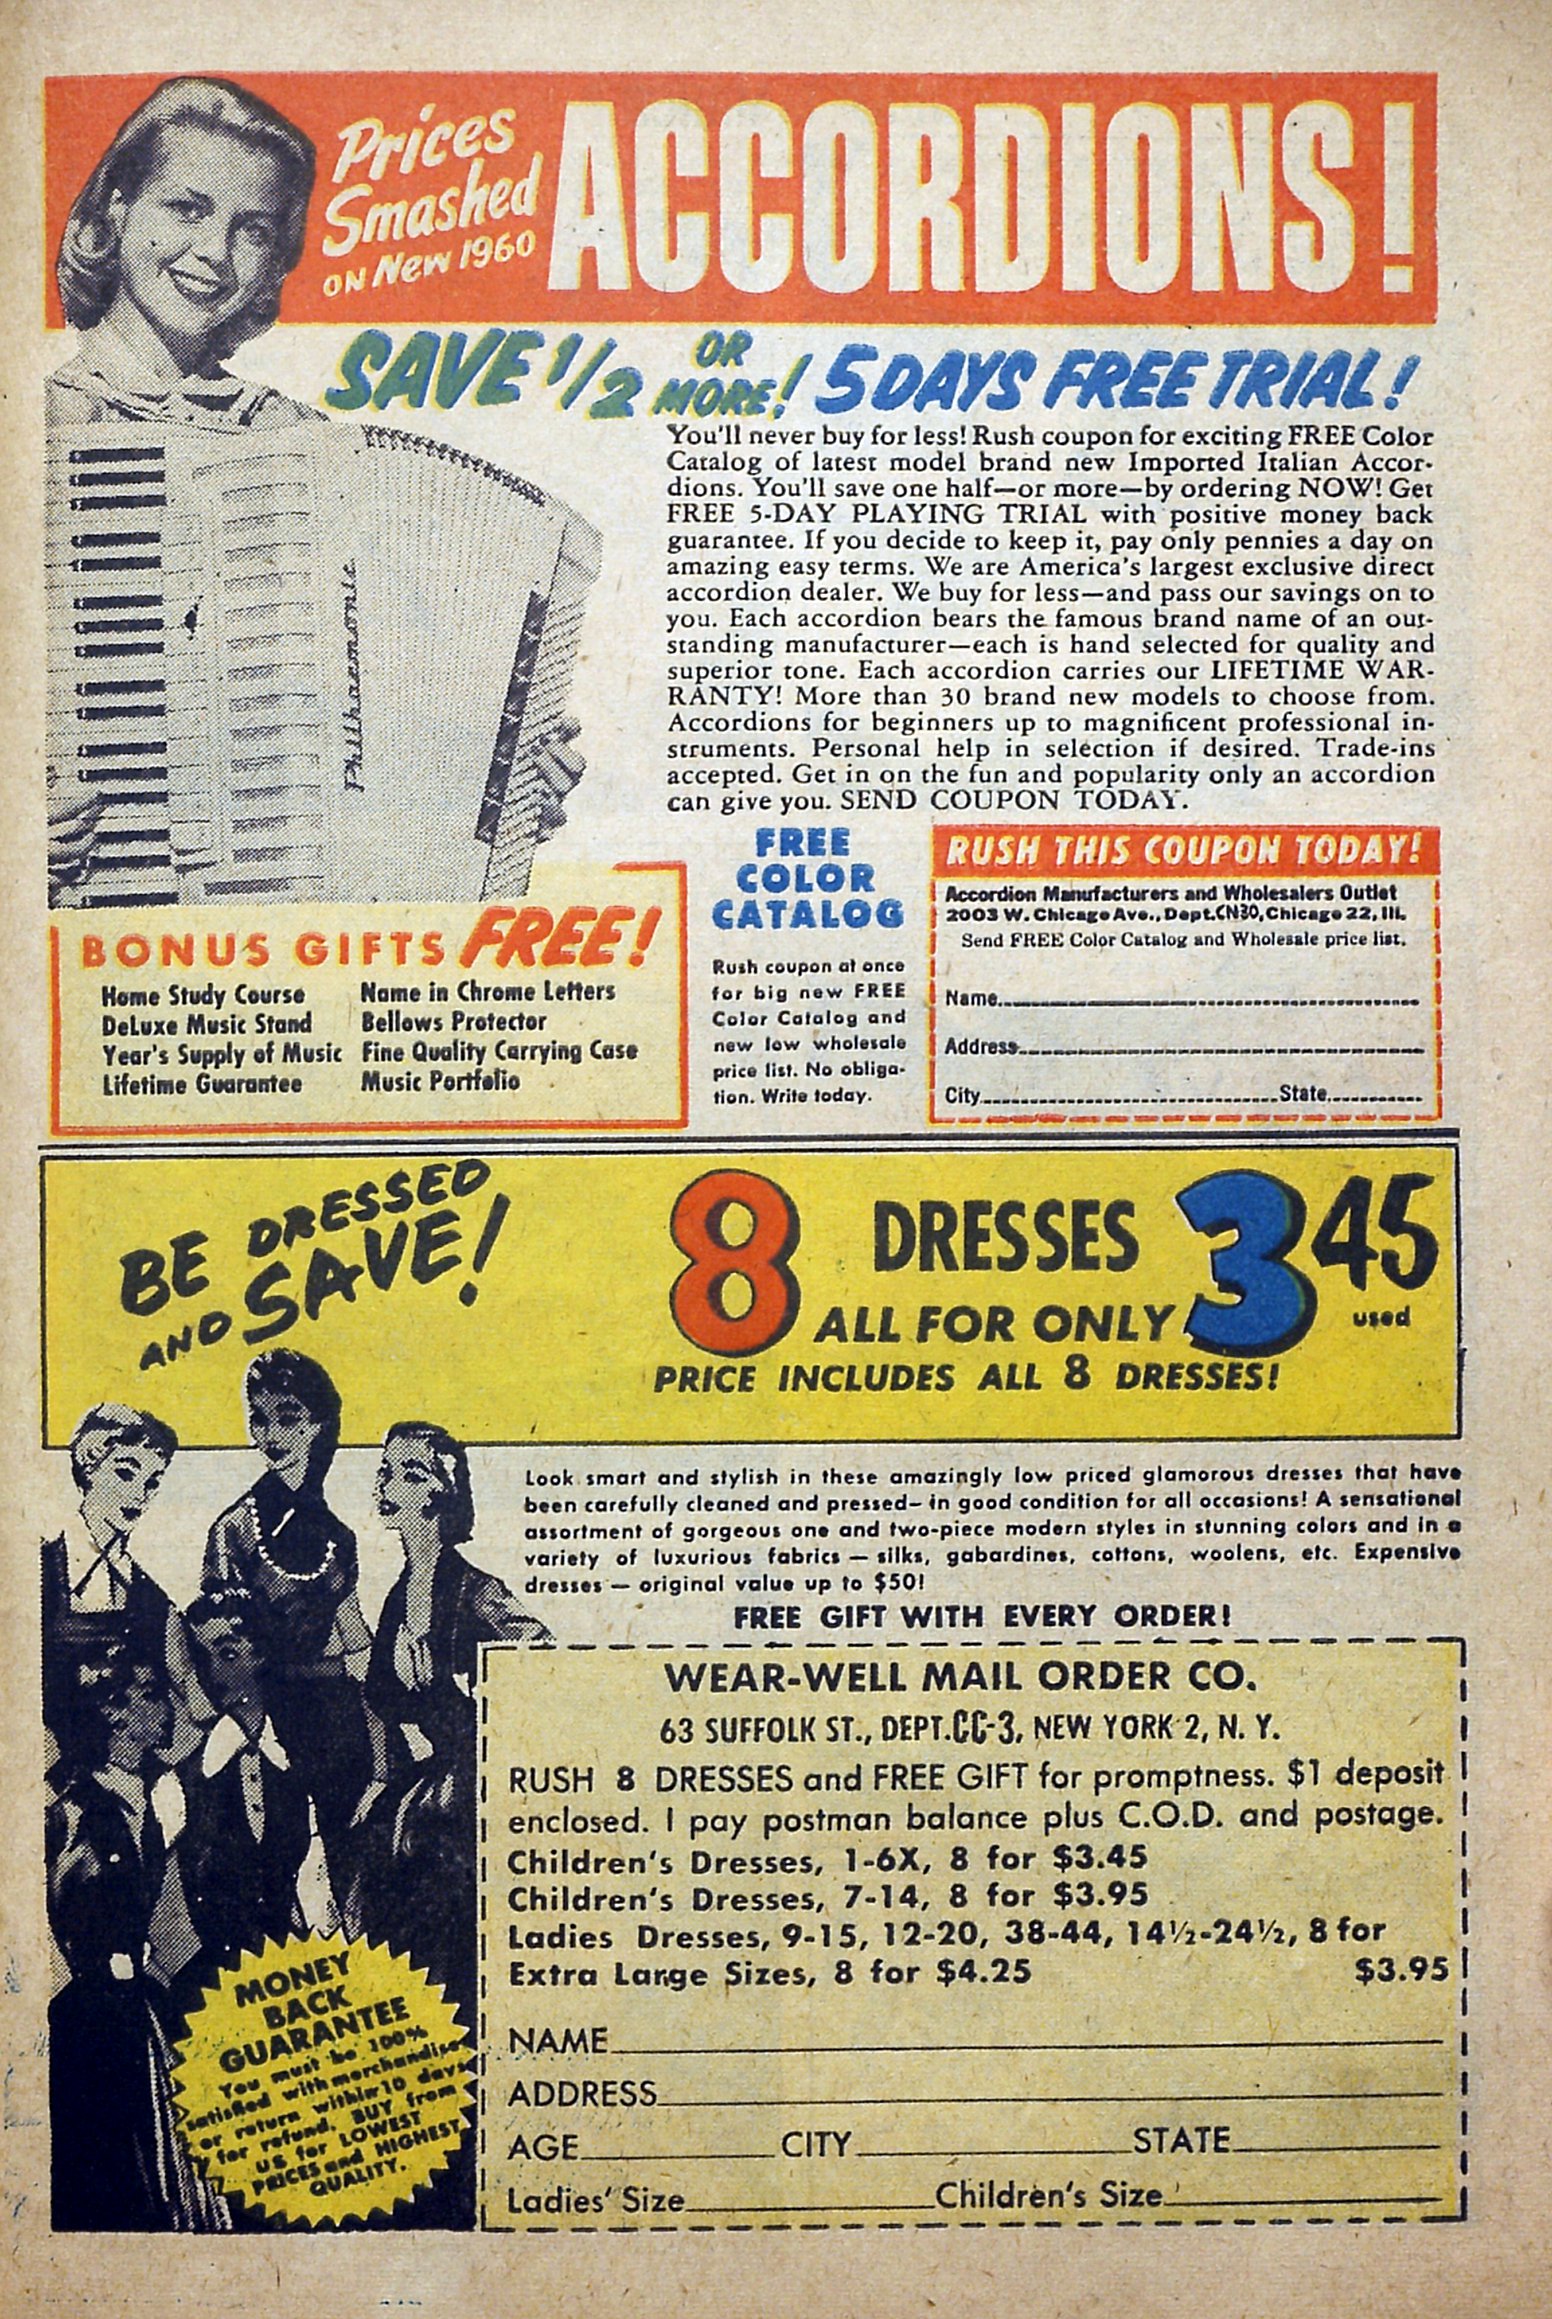 Prices
Smashed
ON New 1960
ACCORDIONS!
SAVE 1/2 OR MORE! 5 DAYS FREE TRIAL!
You'll never buy for less! Rush coupon for exciting FREE Color
Catalog of latest model brand new Imported Italian Accor-
dions. You'll save one half—or more—by ordering NOW! Get
FREE 5-DAY PLAYING TRIAL with positive money back
guarantee. If you decide to keep it, pay only pennies a day on
amazing easy terms. We are America's largest exclusive direct
accordion dealer. We buy for less—and pass our savings on to
you. Each accordion bears the famous brand name of an out-
standing manufacturer—each is hand selected for quality and
superior tone. Each accordion carries our LIFETIME WAR-
RANTY! More than 30 brand new models to choose from.
Accordions for beginners up to magnificent professional in-
struments. Personal help in selection if desired. Trade-ins
accepted. Get in on the fun and popularity only an accordion
can give you. SEND COUPON TODAY.
Philharmonic
BONUS GIFTS FREE!
Home Study Course
DeLuxe Music Stand
Year's Supply of Music
Lifetime Guarantee
Name in Chrome Letters
Bellows Protector
Fine Quality Carrying Case
Music Portfolio
FREE
COLOR
CATALOG
Rush coupon at once
for big new FREE
Color Catalog and
new low wholesale
price list. No obliga-
tion. Write today.
RUSH THIS COUPON TODAY!
Accordion Manufacturers and Wholesalers Outlet
2003 W. Chicago Ave., Dept.CN30, Chicago 22, Ill.
Send FREE Color Catalog and Wholesale price list.
Name
Address
City State
BE DRESSED
AND SAVE!
8 DRESSES 3 45
ALL FOR ONLY used
PRICE INCLUDES ALL 8 DRESSES!
Look smart and stylish in these amazingly low priced glamorous dresses that have
been carefully cleaned and pressed— in good condition for all occasions! A sensational
assortment of gorgeous one and two-piece modern styles in stunning colors and in a
variety of luxurious fabrics — silks, gabardines, cottons, woolens, etc. Expensive
dresses — original value up to $50!
FREE GIFT WITH EVERY ORDER!
WEAR-WELL MAIL ORDER CO.
63 SUFFOLK ST., DEPT.CC-3, NEW YORK 2, N. Y.
RUSH 8 DRESSES and FREE GIFT for promptness. $1 deposit
enclosed. I pay postman balance plus C.O.D. and postage.
Children's Dresses, 1-6X, 8 for $3.45
Children's Dresses, 7-14, 8 for $3.95
Ladies Dresses, 9-15, 12-20, 38-44, 14½-24½, 8 for
Extra Large Sizes, 8 for $4.25 $3.95
NAME
ADDRESS
AGE CITY STATE
Ladies' Size Children's Size
MONEY
BACK
GUARANTEE
You must be 100%
satisfied with merchandise
or return within 10 days
for refund. BUY from
us for LOWEST
PRICES and HIGHEST
QUALITY.